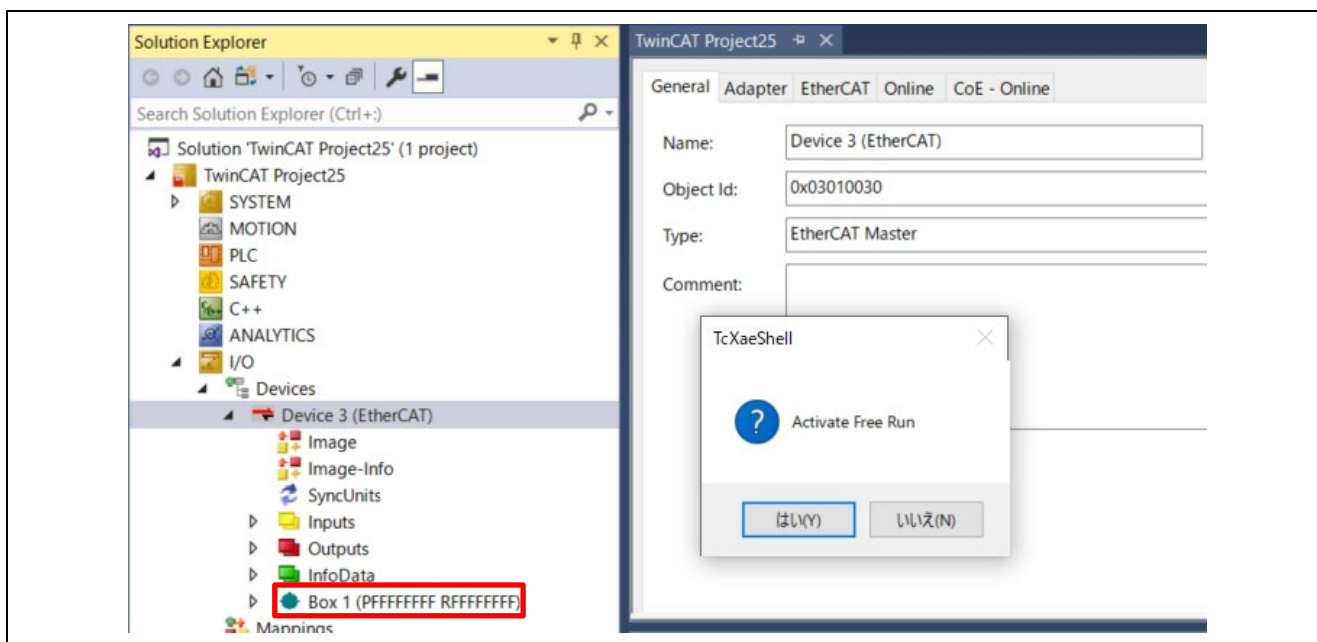 Solution Explorer
Search Solution Explorer (Ctrl+:)
Solution 'TwinCAT Project25' (1 project)
TwinCAT Project25
SYSTEM
MOTION
PLC
SAFETY
C++
ANALYTICS
I/O
Devices
Device 3 (EtherCAT)
Image
Image-Info
SyncUnits
Inputs
Outputs
InfoData
Box 1 (PFFFFFFFF RFFFFFFFF)
Mappings
TwinCAT Project25
General Adapter EtherCAT Online CoE - Online
Name: Device 3 (EtherCAT)
Object Id: 0x03010030
Type: EtherCAT Master
Comment:
TcXaeShell
Activate Free Run
はい(Y) いいえ(N)